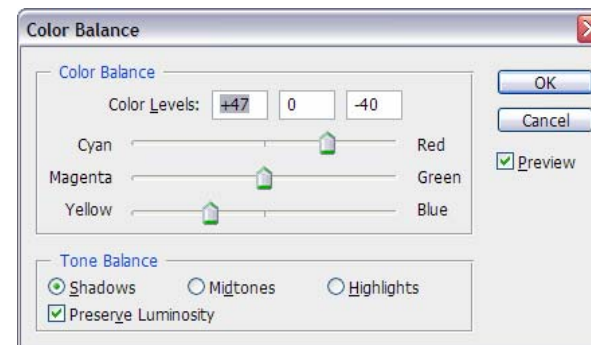 Color Balance
Color Balance
Color Levels: +47 0 -40
Cyan Red
Magenta Green
Yellow Blue
Tone Balance
Shadows Midtones Highlights
Preserve Luminosity
OK
Cancel
Preview